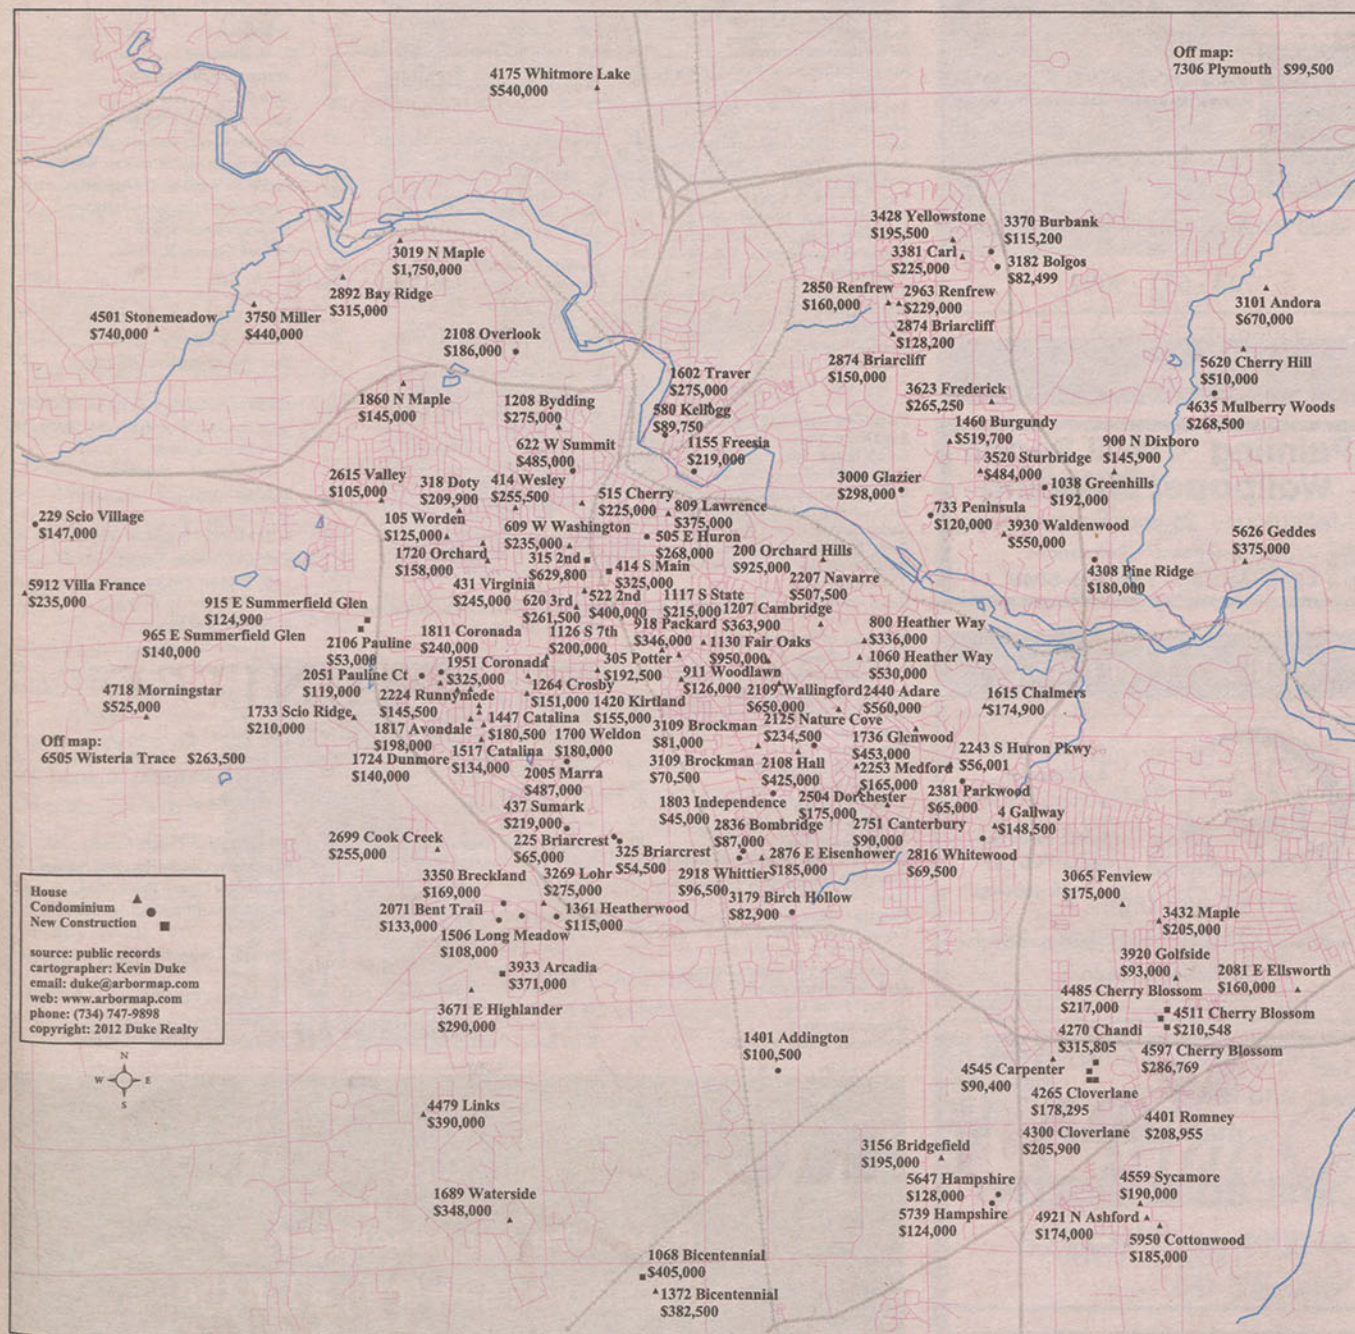 Off map:
7306 Plymouth $99,500
4175 Whitmore Lake
$540,000
3428 Yellowstone
$195,500
3370 Burbank
$115,200
3381 Carl
$225,000
3182 Bolgos
$82,499
3019 N Maple
$1,750,000
2892 Bay Ridge
$315,000
2850 Renfrew
$160,000
2963 Renfrew
$229,000
3101 Andora
$670,000
4501 Stonemeadow
$740,000
3750 Miller
$440,000
2108 Overlook
$186,000
2874 Briarcliff
$128,200
2874 Briarcliff
$150,000
5620 Cherry Hill
$510,000
1602 Traver
$275,000
3623 Frederick
$265,250
4635 Mulberry Woods
$268,500
1860 N Maple
$145,000
1208 Bydding
$275,000
580 Kellogg
$89,750
1460 Burgundy
$519,700
622 W Summit
$485,000
1155 Freesia
$219,000
900 N Dixboro
$145,900
3520 Sturbridge
$484,000
2615 Valley
$105,000
318 Doty
$209,900
414 Wesley
$255,500
3000 Glazier
$298,000
1038 Greenhills
$192,000
515 Cherry
$225,000
809 Lawrence
$375,000
733 Peninsula
$120,000
229 Scio Village
$147,000
105 Worden
$125,000
609 W Washington
$235,000
505 E Huron
$268,000
3930 Waldenwood
$550,000
5626 Geddes
$375,000
1720 Orchard
$158,000
315 2nd
$629,800
200 Orchard Hills
$925,000
414 S Main
$325,000
4308 Pine Ridge
$180,000
5912 Villa France
$235,000
431 Virginia
$245,000
2207 Navarre
$507,500
522 2nd
$400,000
1117 S State
$215,000
915 E Summerfield Glen
$124,900
620 3rd
$261,500
1207 Cambridge
$363,900
965 E Summerfield Glen
$140,000
918 Packard
$346,000
800 Heather Way
$336,000
2106 Pauline
$53,000
1811 Coronada
$240,000
1126 S 7th
$200,000
1130 Fair Oaks
$950,000
1060 Heather Way
$530,000
1951 Coronada
$325,000
305 Potter
$192,500
2051 Pauline Ct
$119,000
911 Woodlawn
$126,000
1264 Crosby
$151,000
4718 Morningstar
$525,000
2224 Runnymede
$145,500
2109 Wallingford
$650,000
2440 Adare
$560,000
1615 Chalmers
$174,900
1420 Kirtland
$155,000
1733 Scio Ridge
$210,000
1447 Catalina
$180,500
2125 Nature Cove
$234,500
3109 Brockman
$81,000
1817 Avondale
$198,000
1700 Weldon
$180,000
1736 Glenwood
$453,000
Off map:
6505 Wisteria Trace $263,500
2243 S Huron Pkwy
$56,001
1517 Catalina
$134,000
1724 Dunmore
$140,000
3109 Brockman
$70,500
2108 Hall
$425,000
2253 Medford
$165,000
2005 Marra
$487,000
2381 Parkwood
$65,000
2504 Dorchester
$175,000
1803 Independence
$45,000
437 Sumark
$219,000
4 Gallway
$148,500
2836 Bombridge
$87,000
2751 Canterbury
$90,000
2699 Cook Creek
$255,000
225 Briarcrest
$65,000
325 Briarcrest
$54,500
2876 E Eisenhower
$185,000
2816 Whitewood
$69,500
3350 Breckland
$169,000
3269 Lohr
$275,000
2918 Whittier
$96,500
3065 Fenview
$175,000
House
Condominium
New Construction
3179 Birch Hollow
$82,900
2071 Bent Trail
$133,000
1361 Heatherwood
$115,000
3432 Maple
$205,000
1506 Long Meadow
$108,000
source: public records
cartographer: Kevin Duke
email: duke@arbormap.com
web: www.arbormap.com
phone: (734) 747-9898
copyright: 2012 Duke Realty
3920 Golfside
$93,000
3933 Arcadia
$371,000
2081 E Ellsworth
$160,000
4485 Cherry Blossom
$217,000
3671 E Highlander
$290,000
4511 Cherry Blossom
$210,548
4270 Chandi
$315,805
1401 Addington
$100,500
4597 Cherry Blossom
$286,769
N
W E
S
4545 Carpenter
$90,400
4265 Cloverlane
$178,295
4479 Links
$390,000
4401 Romney
$208,955
4300 Cloverlane
$205,900
3156 Bridgefield
$195,000
5647 Hampshire
$128,000
4559 Sycamore
$190,000
1689 Waterside
$348,000
5739 Hampshire
$124,000
4921 N Ashford
$174,000
5950 Cottonwood
$185,000
1068 Bicentennial
$405,000
1372 Bicentennial
$382,500